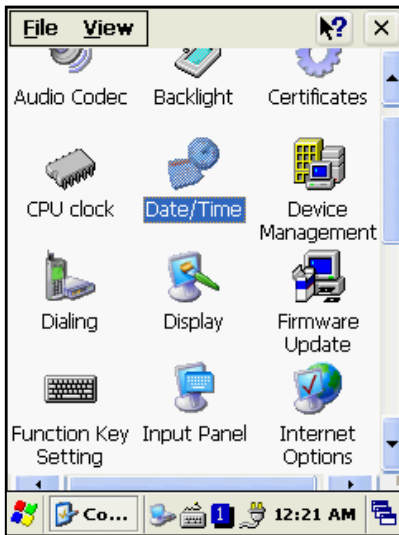 File View ?
Audio Codec Backlight Certificates
CPU clock Date/Time Device
Management
Dialing Display Firmware
Update
Function Key Input Panel Internet
Setting Options
Co... 1 12:21 AM